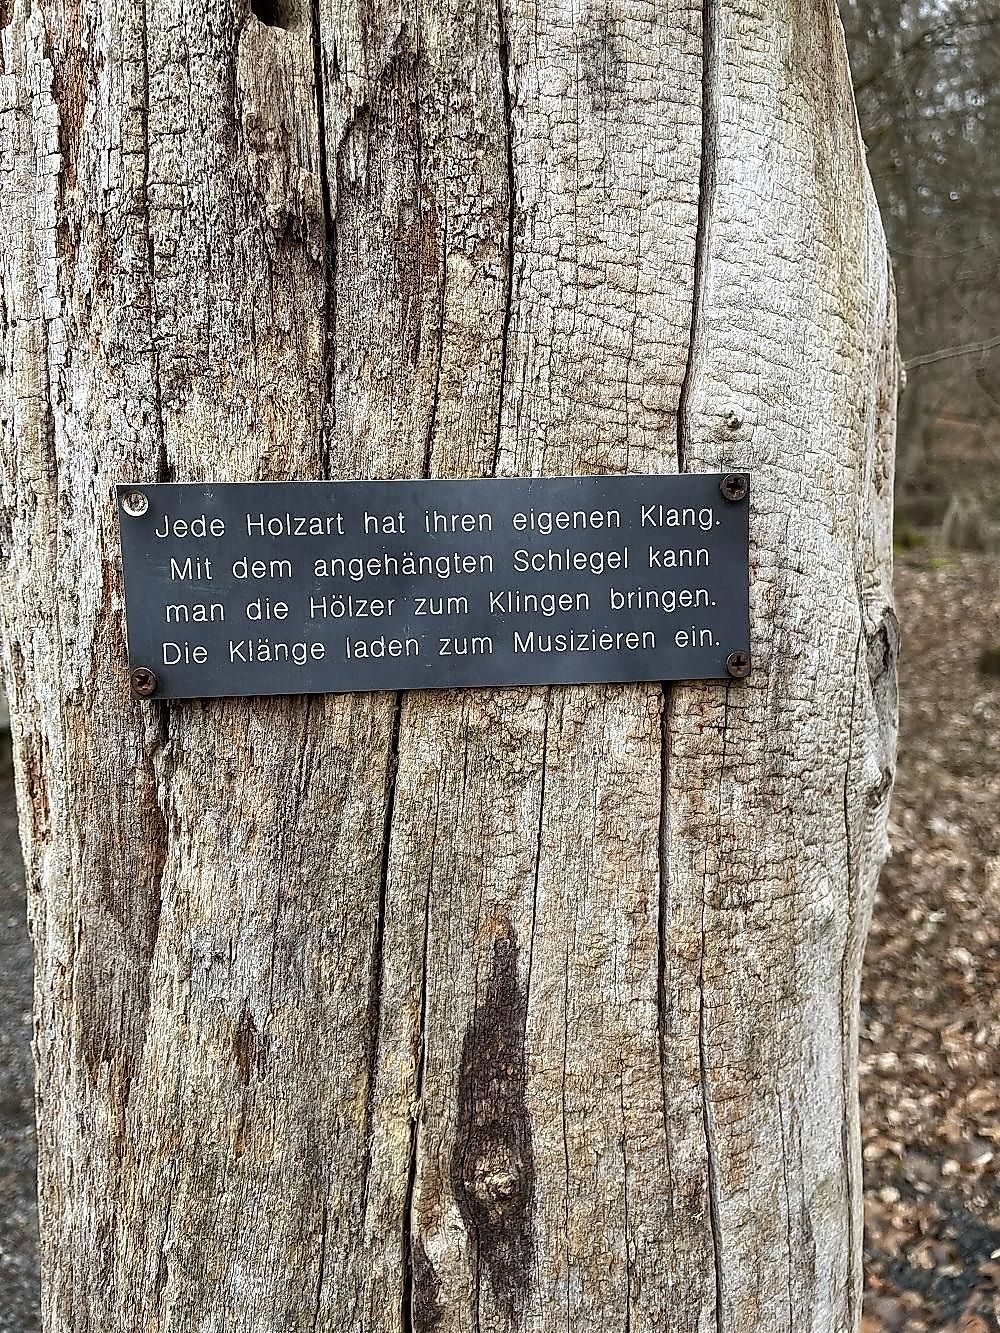 Jede Holzart hat ihren eigenen Klang.
Mit dem angehängten Schlegel kann
man die Hölzer zum Klingen bringen.
Die Klänge laden zum Musizieren ein.